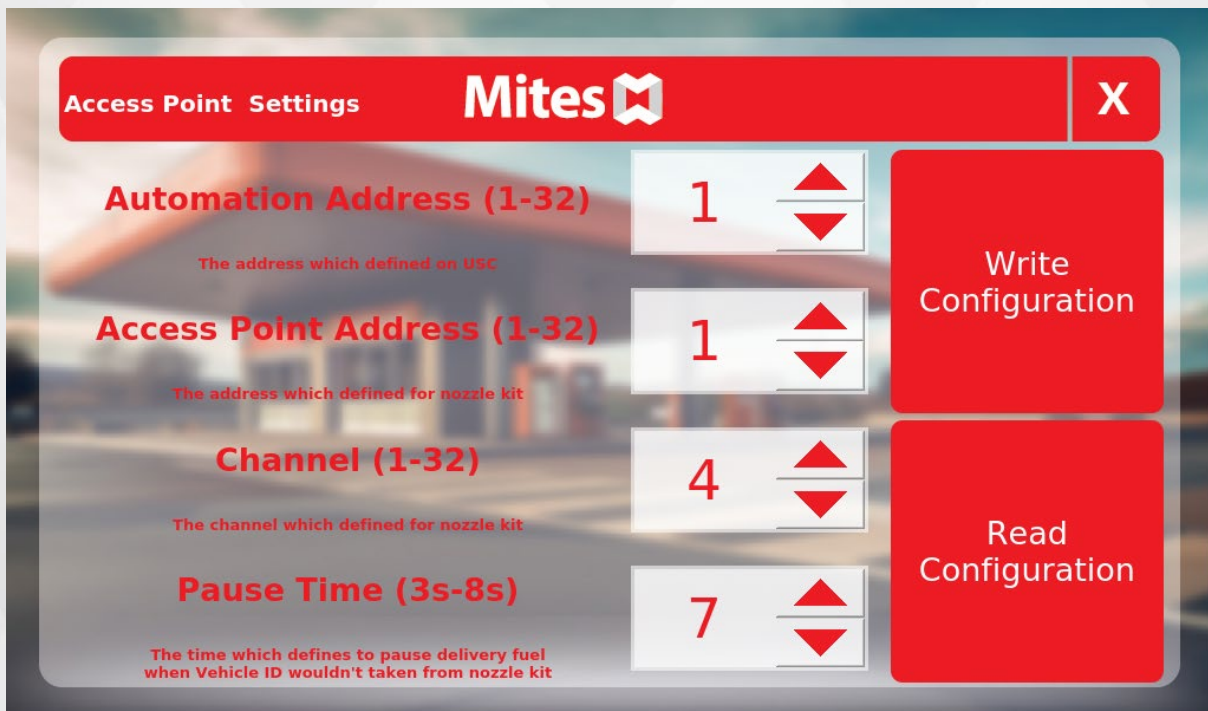 Access Point Settings
Mites
X
Automation Address (1-32)
1
The address which defined on USC
Write
Configuration
Access Point Address (1-32)
1
The address which defined for nozzle kit
Channel (1-32)
4
The channel which defined for nozzle kit
Read
Configuration
Pause Time (3s-8s)
7
The time which defines to pause delivery fuel
when Vehicle ID wouldn't taken from nozzle kit